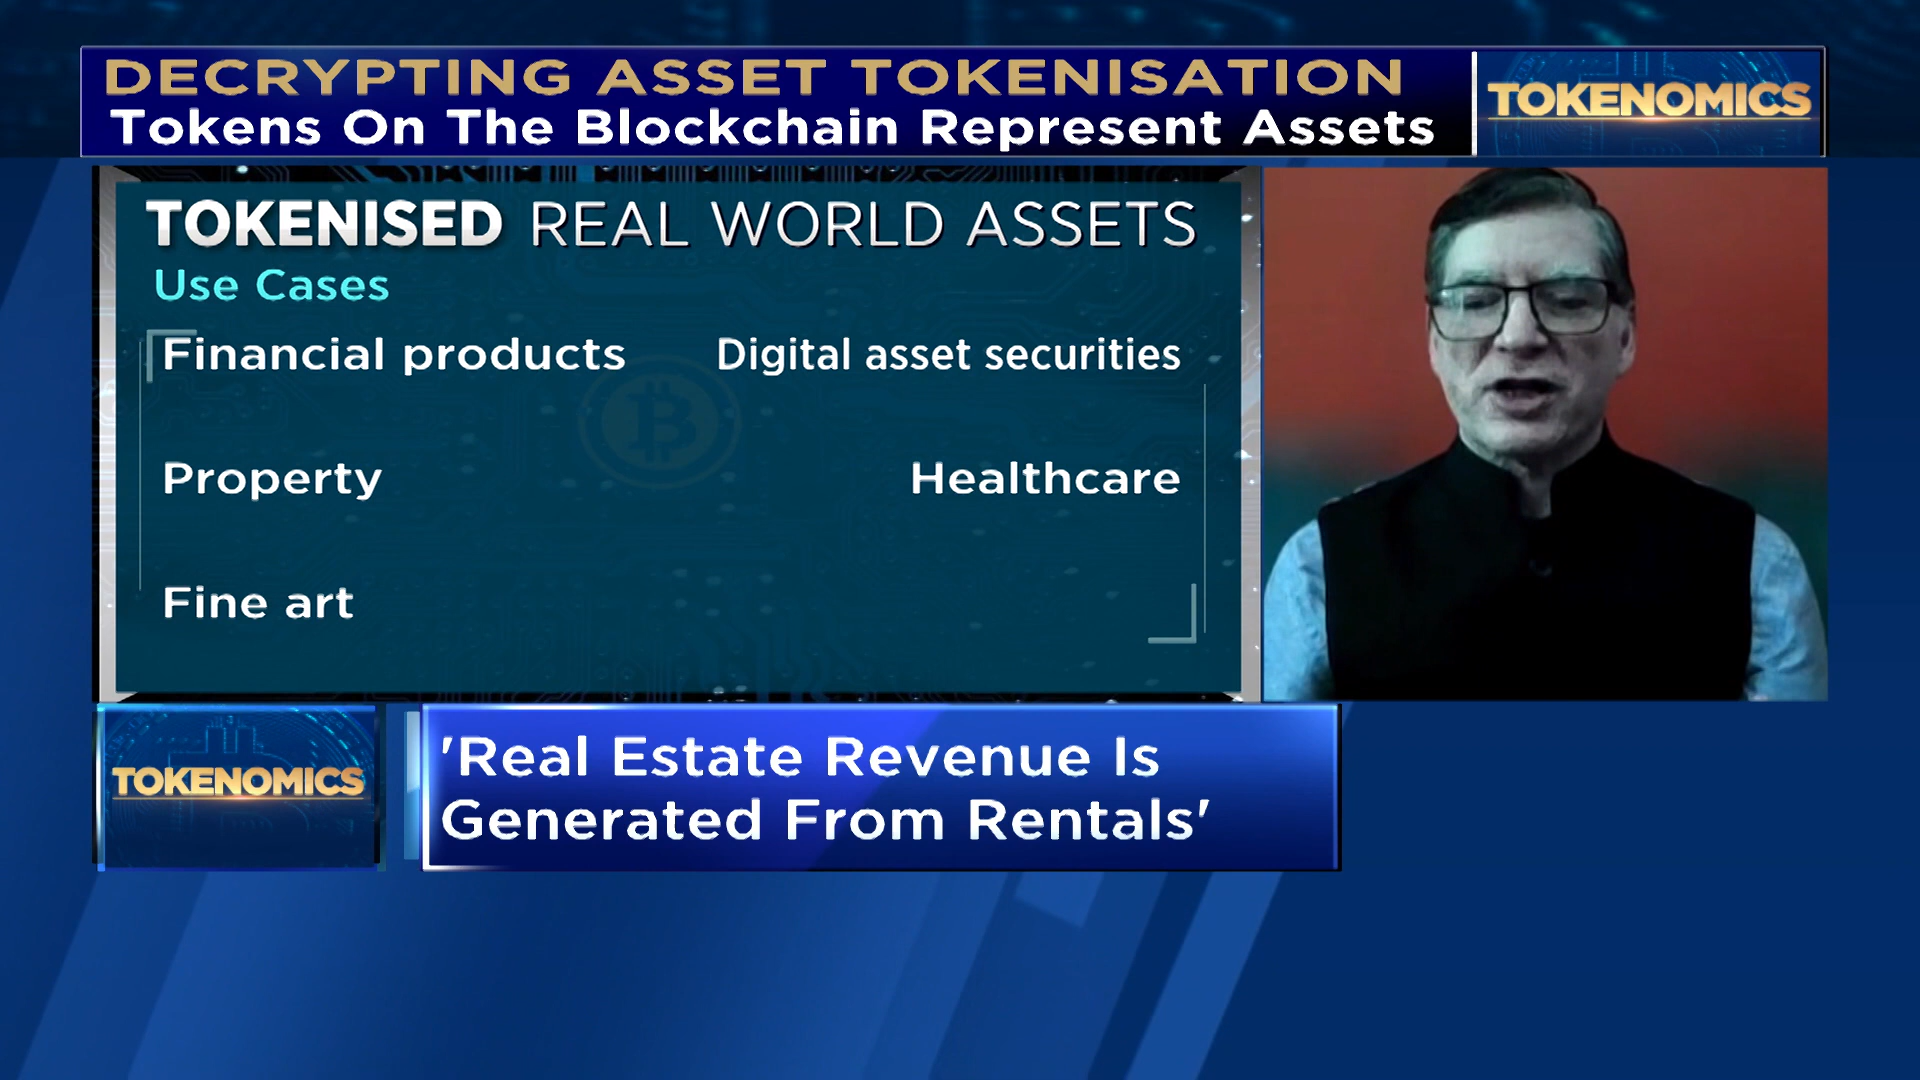 DECRYPTING ASSET TOKENISATION
Tokens On The Blockchain Represent Assets
TOKENOMICS
TOKENISED REAL WORLD ASSETS
Use Cases
Financial products
Digital asset securities
Property
Healthcare
Fine art
TOKENOMICS
'Real Estate Revenue Is
Generated From Rentals'